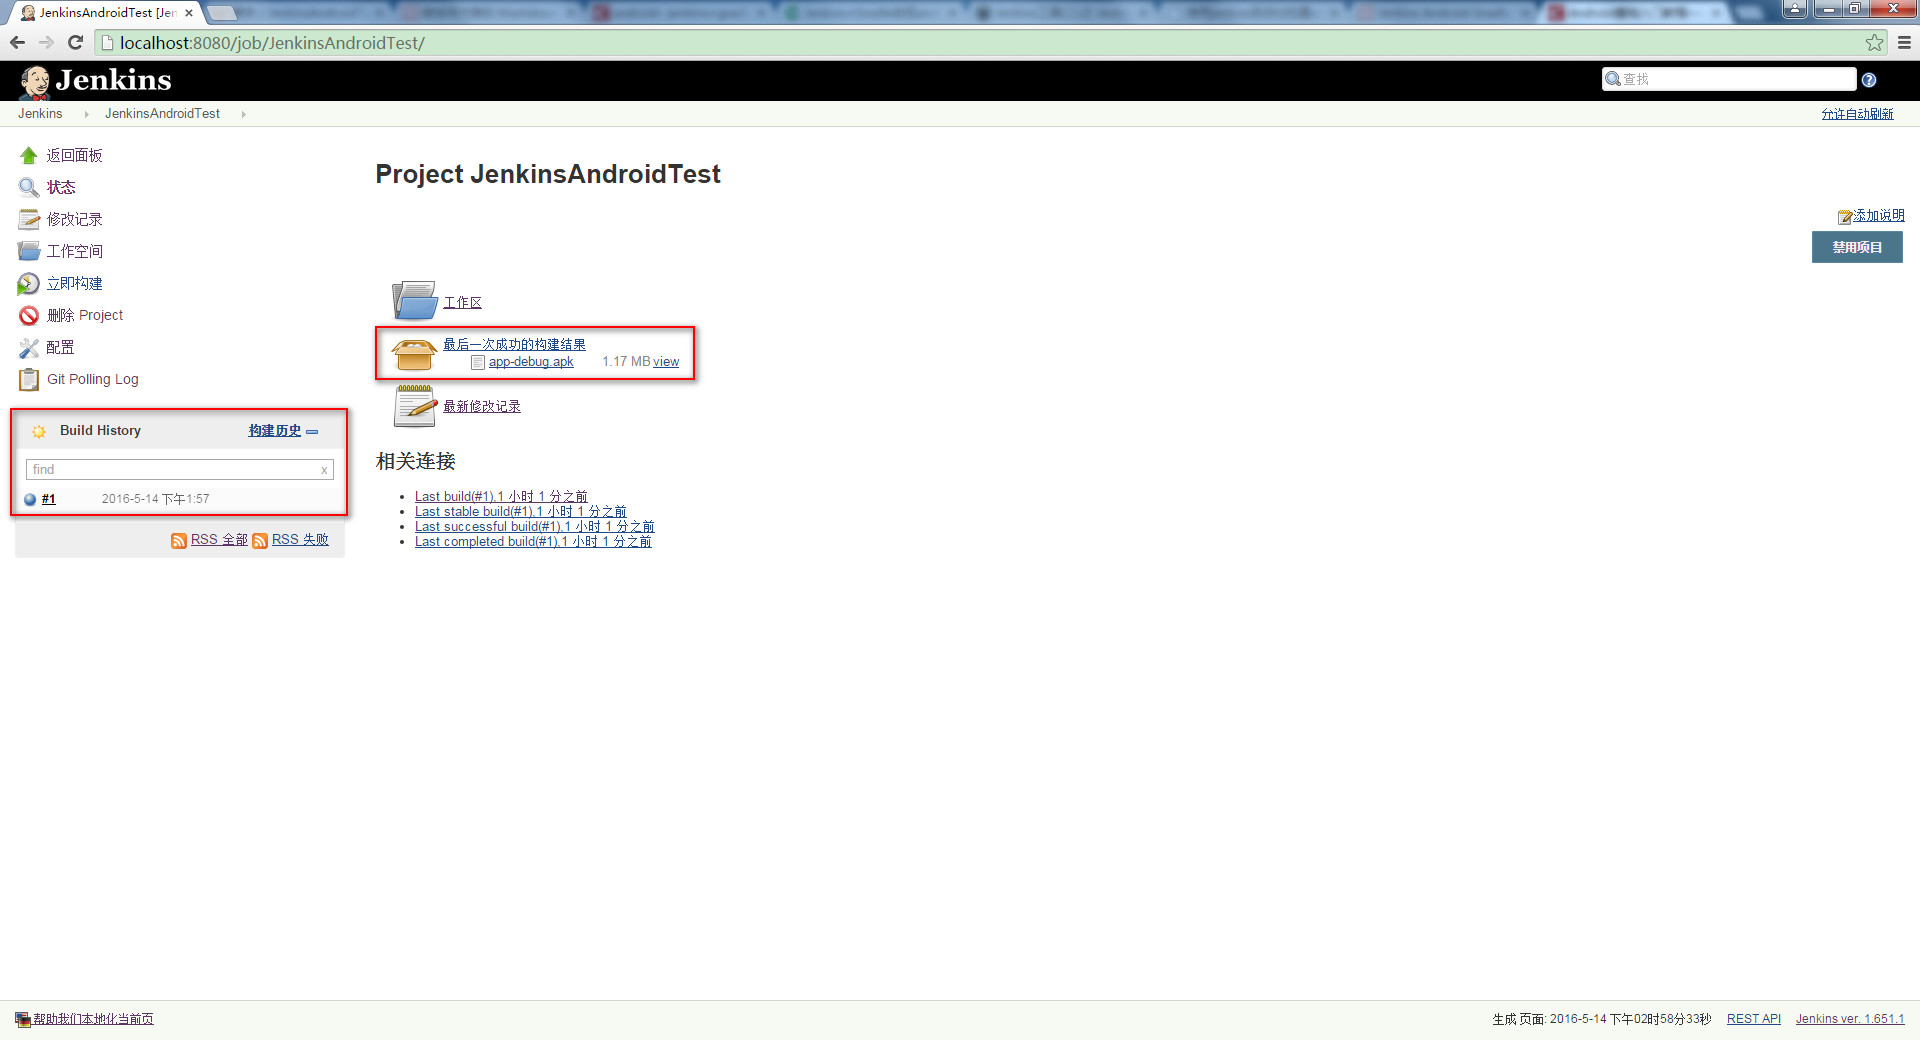 JenkinsAndroidTest [Jen
localhost:8080/job/JenkinsAndroidTest/
Jenkins
查找
Jenkins
JenkinsAndroidTest
允许自动刷新
返回面板
状态
修改记录
工作空间
立即构建
删除 Project
配置
Git Polling Log
Build History
构建历史
find
x
#1
2016-5-14 下午1:57
RSS 全部
RSS 失败
Project JenkinsAndroidTest
添加说明
禁用项目
工作区
最后一次成功的构建结果
app-debug.apk
1.17 MB view
最新修改记录
相关连接
Last build(#1),1 小时 1 分之前
Last stable build(#1),1 小时 1 分之前
Last successful build(#1),1 小时 1 分之前
Last completed build(#1),1 小时 1 分之前
帮助我们本地化当前页
生成页面: 2016-5-14 下午02时58分33秒
REST API
Jenkins ver. 1.651.1